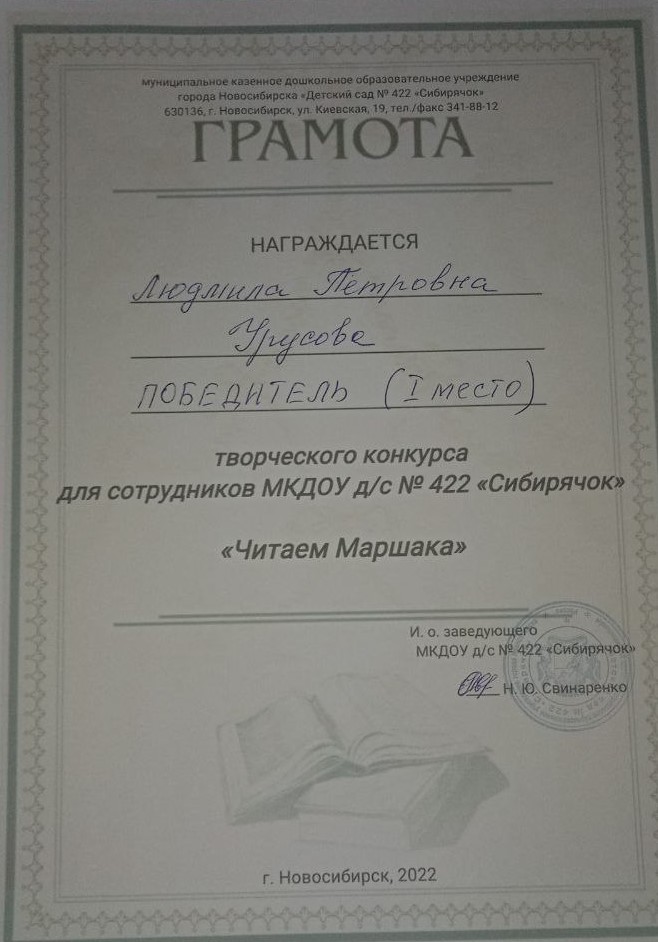 муниципальное казенное дошкольное образовательное учреждение
города Новосибирска «Детский сад № 422 «Сибирячок»
630136, г. Новосибирск, ул. Киевская, 19, тел./факс 341-88-12
ГРАМОТА
НАГРАЖДАЕТСЯ
Людмила Петровна
Урусова
ПОБЕДИТЕЛЬ (I место)
творческого конкурса
для сотрудников МКДОУ д/с № 422 «Сибирячок»
«Читаем Маршака»
И. о. заведующего
МКДОУ д/с № 422 «Сибирячок»
Н. Ю. Свинаренко
г. Новосибирск, 2022